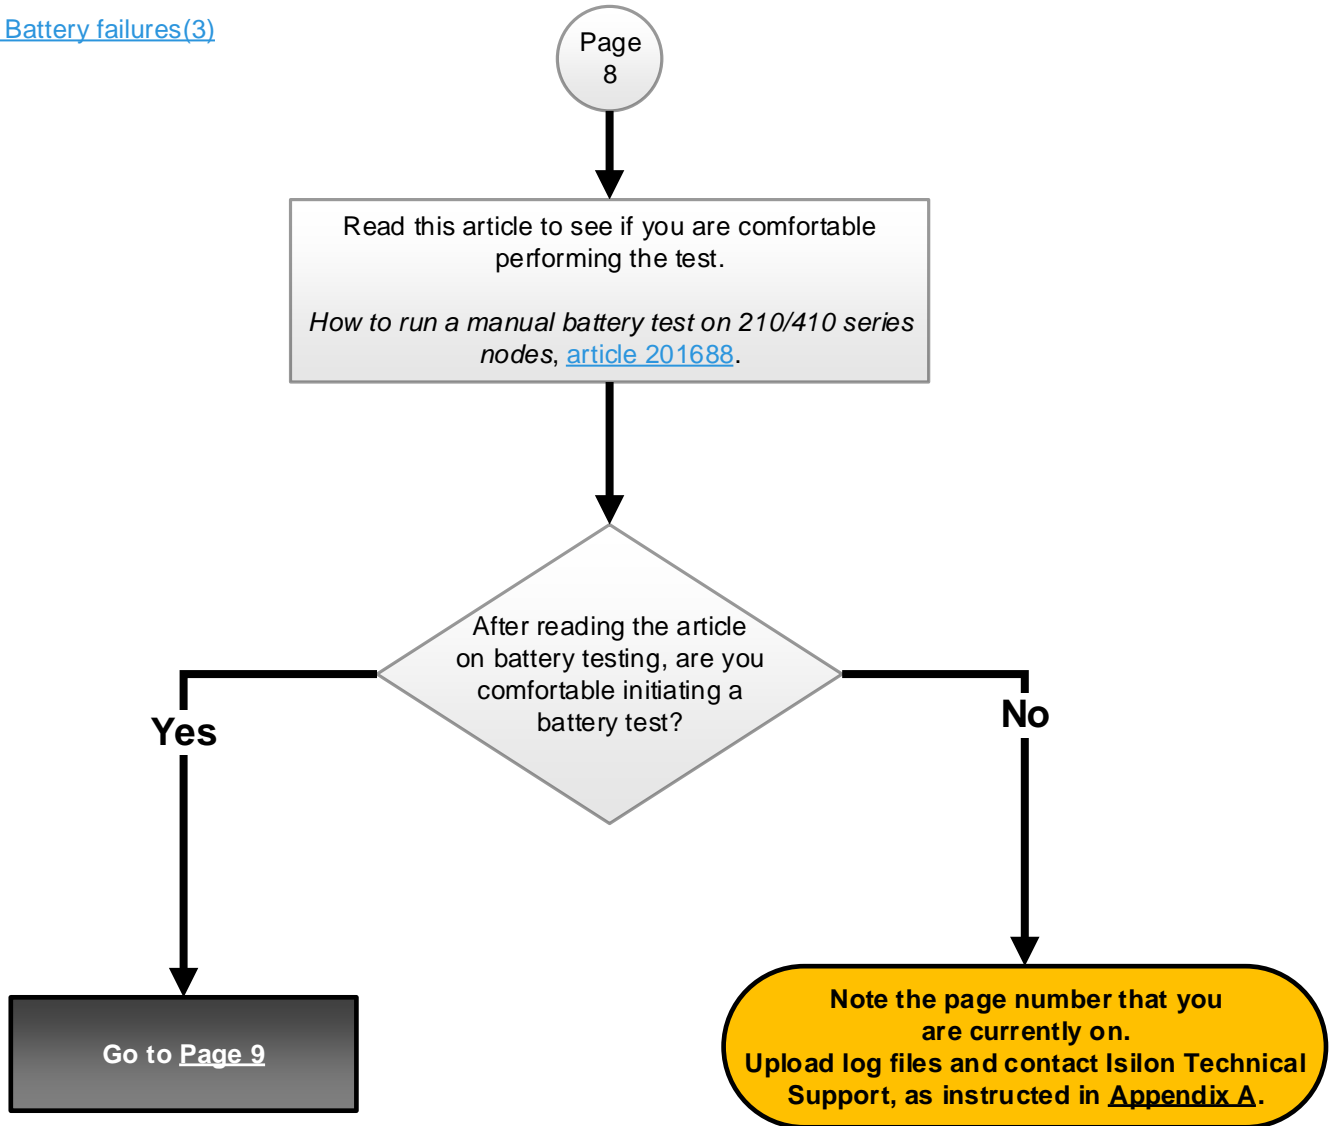 Battery failures(3)
Page
8
Read this article to see if you are comfortable
performing the test.
How to run a manual battery test on 210/410 series
nodes, article 201688.
After reading the article
on battery testing, are you
comfortable initiating a
battery test?
Yes
No
Go to Page 9
Note the page number that you
are currently on.
Upload log files and contact Isilon Technical
Support, as instructed in Appendix A.